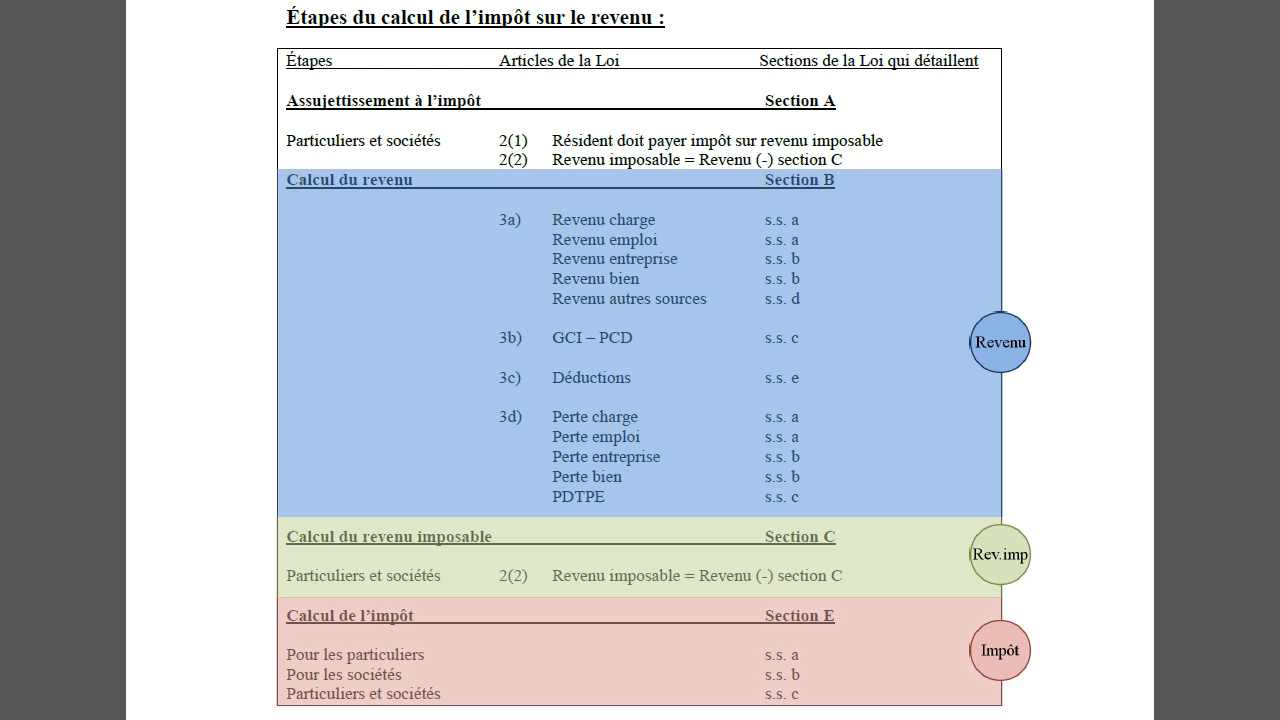 Étapes du calcul de l’impôt sur le revenu :
Étapes Articles de la Loi Sections de la Loi qui détaillent
Assujettissement à l’impôt Section A
Particuliers et sociétés 2(1) Résident doit payer impôt sur revenu imposable
2(2) Revenu imposable = Revenu (-) section C
Calcul du revenu Section B
3a) Revenu charge s.s. a
Revenu emploi s.s. a
Revenu entreprise s.s. b
Revenu bien s.s. b
Revenu autres sources s.s. d
3b) GCI – PCD s.s. c
Revenu
3c) Déductions s.s. e
3d) Perte charge s.s. a
Perte emploi s.s. a
Perte entreprise s.s. b
Perte bien s.s. b
PDTPE s.s. c
Calcul du revenu imposable Section C
Rev.imp
Particuliers et sociétés 2(2) Revenu imposable = Revenu (-) section C
Calcul de l’impôt Section E
Impôt
Pour les particuliers s.s. a
Pour les sociétés s.s. b
Particuliers et sociétés s.s. c